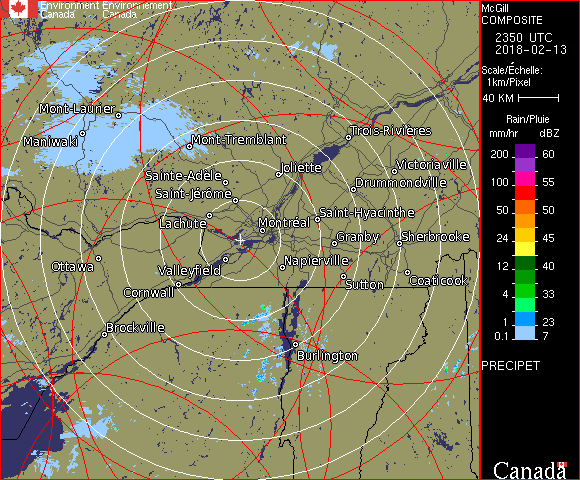 Environment Environnement
Canada Canada
McGill
COMPOSITE
2350 UTC
2018-02-13
Scale/Échelle:
1km/Pixel
40 KM
Rain/Pluie
mm/hr dBZ
200 60
100 55
50 50
24 45
12 40
4 33
1 23
0.1 7
PRECIPET
Canada
Mont-Laurier
Maniwaki
Mont-Tremblant
Trois-Rivières
Joliette
Victoriaville
Sainte-Adèle
Drummondville
Saint-Jérôme
Saint-Hyacinthe
Lachute
Montréal
Granby
Sherbrooke
Ottawa
Valleyfield
Napierville
Cornwall
Sutton
Coaticook
Brockville
Burlington